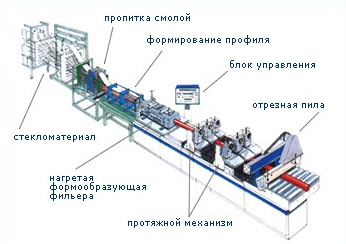 пропитка смолой
формирование профиля
блок управления
отрезная пила
стекломатериал
нагретая
формообразующая
фильера
протяжной механизм